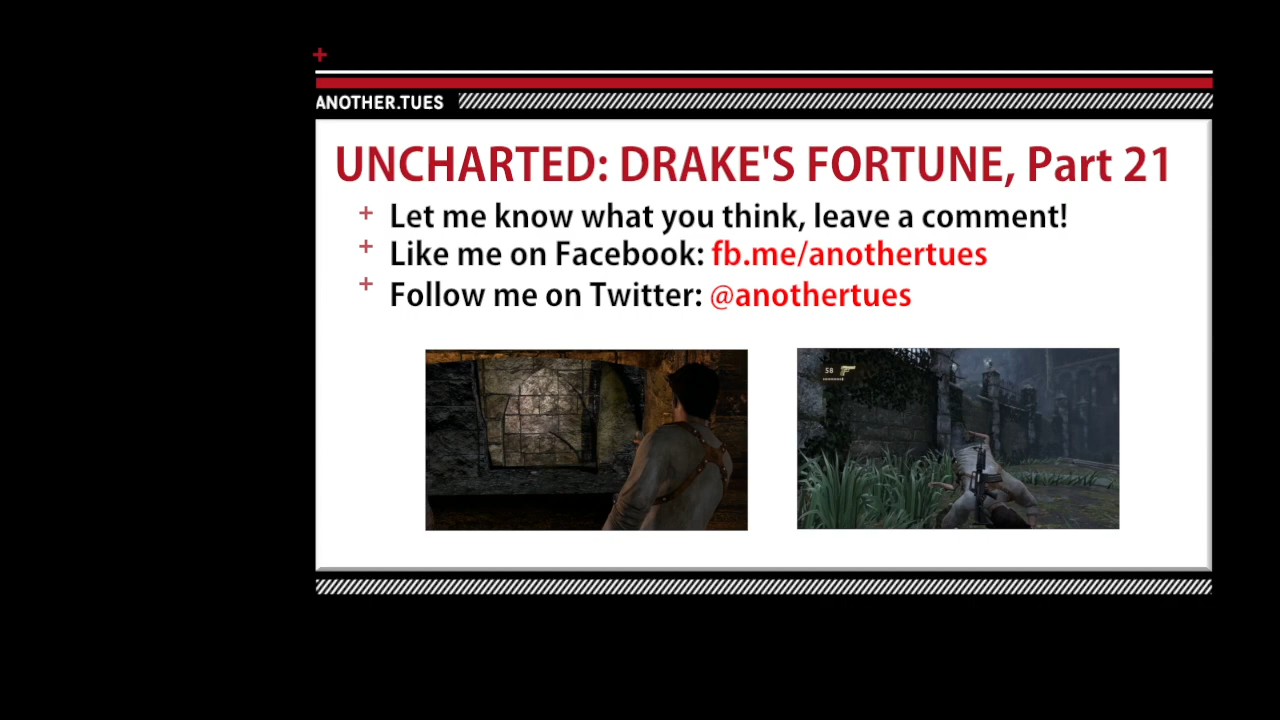 ANOTHER.TUES
UNCHARTED: DRAKE'S FORTUNE, Part 21
Let me know what you think, leave a comment!
Like me on Facebook: fb.me/anothertues
Follow me on Twitter: @anothertues
58